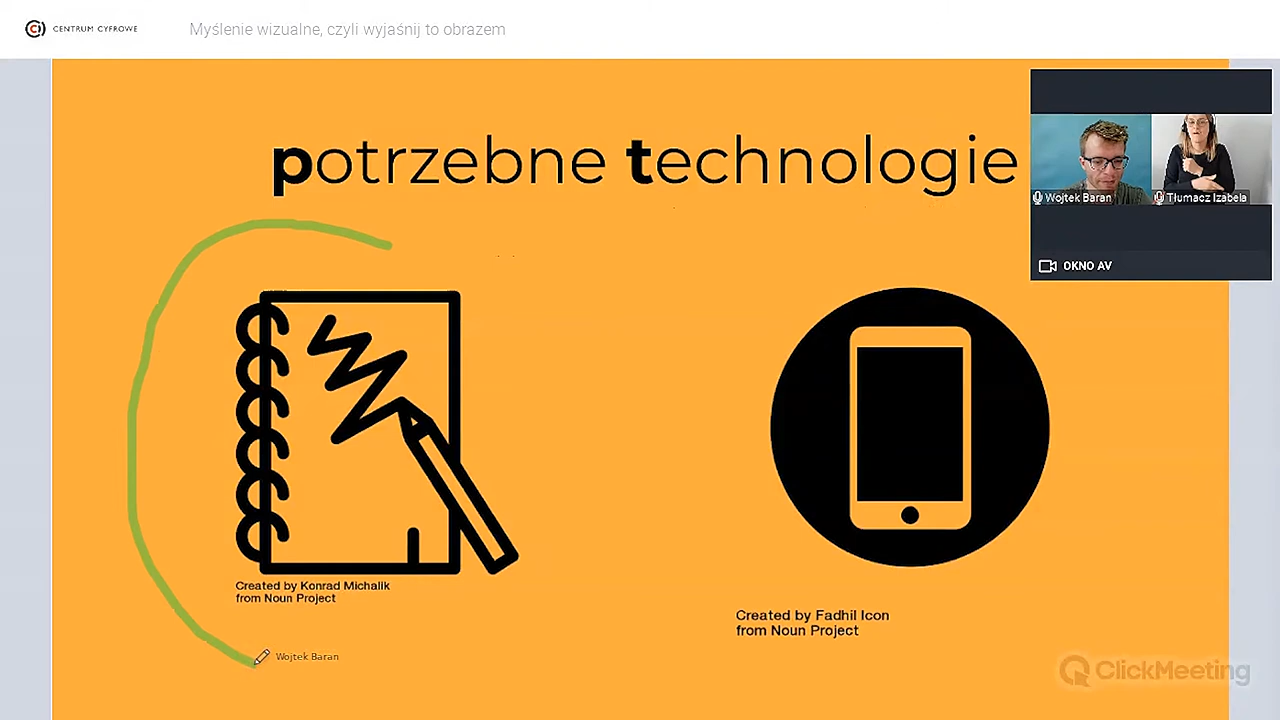 CENTRUM CYFROWE
Myślenie wizualne, czyli wyjaśnij to obrazem
potrzebne technologie
Wojtek Baran
Tłumacz Izabela
OKNO AV
Created by Konrad Michalik
from Noun Project
Created by Fadhil Icon
from Noun Project
Wojtek Baran
ClickMeeting